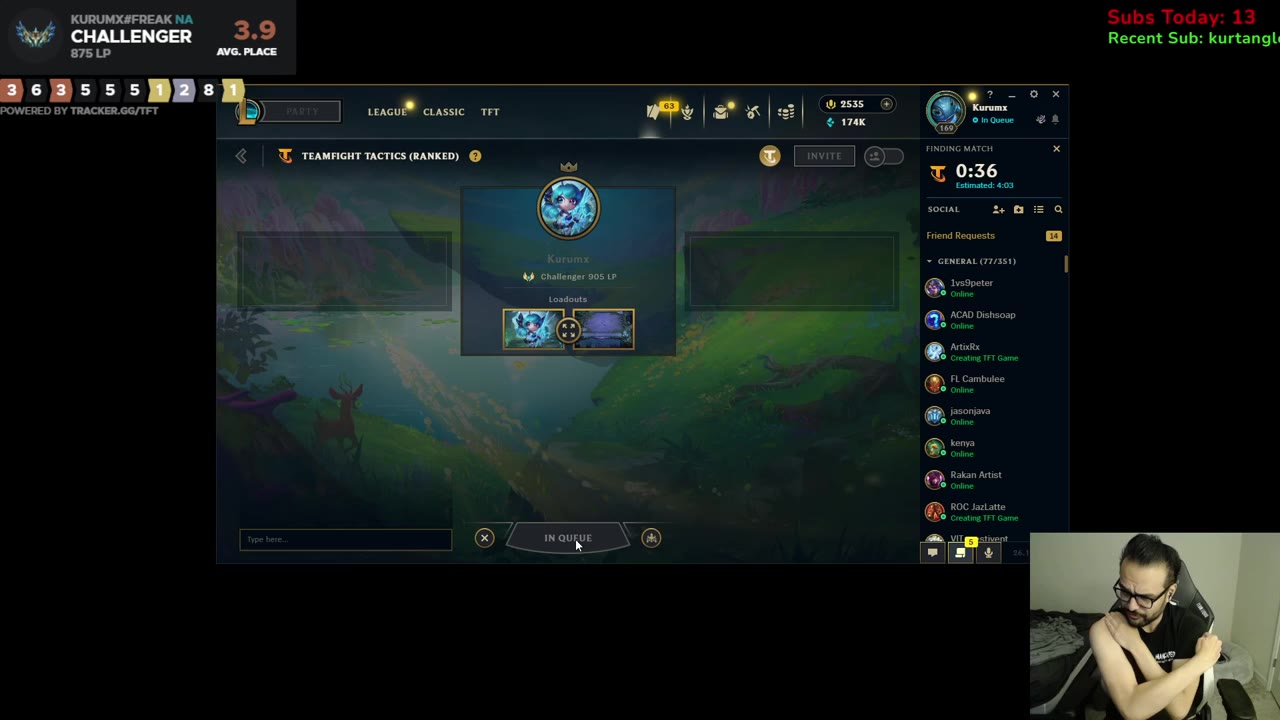 KURUMX#FREAK NA
CHALLENGER
875 LP
3.9
AVG. PLACE
3 6 3 5 5 5 1 2 8 1
POWERED BY TRACKER.GG/TFT
Subs Today: 13
Recent Sub: kurtangl
PARTY
LEAGUE
CLASSIC
TFT
63
2535
174K
169
Kurumx
In Queue
TEAMFIGHT TACTICS (RANKED)
INVITE
FINDING MATCH
0:36
Estimated: 4:03
SOCIAL
Friend Requests
14
GENERAL (77/351)
1vs9peter
Online
ACAD Dishsoap
Online
ArtixRx
Creating TFT Game
FL Cambulee
Online
jasonjava
Online
kenya
Online
Rakan Artist
Online
ROC JazLatte
Creating TFT Game
Kurumx
Challenger 905 LP
Loadouts
Type here...
IN QUEUE
5